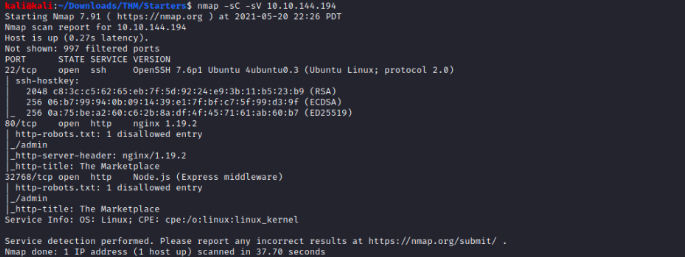 kali@kali:~/Downloads/THM/Starters$ nmap -sC -sV 10.10.144.194
Starting Nmap 7.91 ( https://nmap.org ) at 2021-05-20 22:26 PDT
Nmap scan report for 10.10.144.194
Host is up (0.27s latency).
Not shown: 997 filtered ports
PORT STATE SERVICE VERSION
22/tcp open ssh OpenSSH 7.6p1 Ubuntu 4ubuntu0.3 (Ubuntu Linux; protocol 2.0)
| ssh-hostkey:
| 2048 c8:3c:c5:62:65:eb:7f:5d:92:24:e9:3b:11:b5:23:b9 (RSA)
| 256 06:b7:99:94:0b:09:14:39:e1:7f:bf:c7:5f:99:d3:9f (ECDSA)
|_ 256 0a:75:be:a2:60:c6:2b:8a:df:4f:45:71:61:ab:60:b7 (ED25519)
80/tcp open http nginx 1.19.2
| http-robots.txt: 1 disallowed entry
|_/admin
|_http-server-header: nginx/1.19.2
|_http-title: The Marketplace
32768/tcp open http Node.js (Express middleware)
| http-robots.txt: 1 disallowed entry
|_/admin
|_http-title: The Marketplace
Service Info: OS: Linux; CPE: cpe:/o:linux:linux_kernel
Service detection performed. Please report any incorrect results at https://nmap.org/submit/ .
Nmap done: 1 IP address (1 host up) scanned in 37.70 seconds